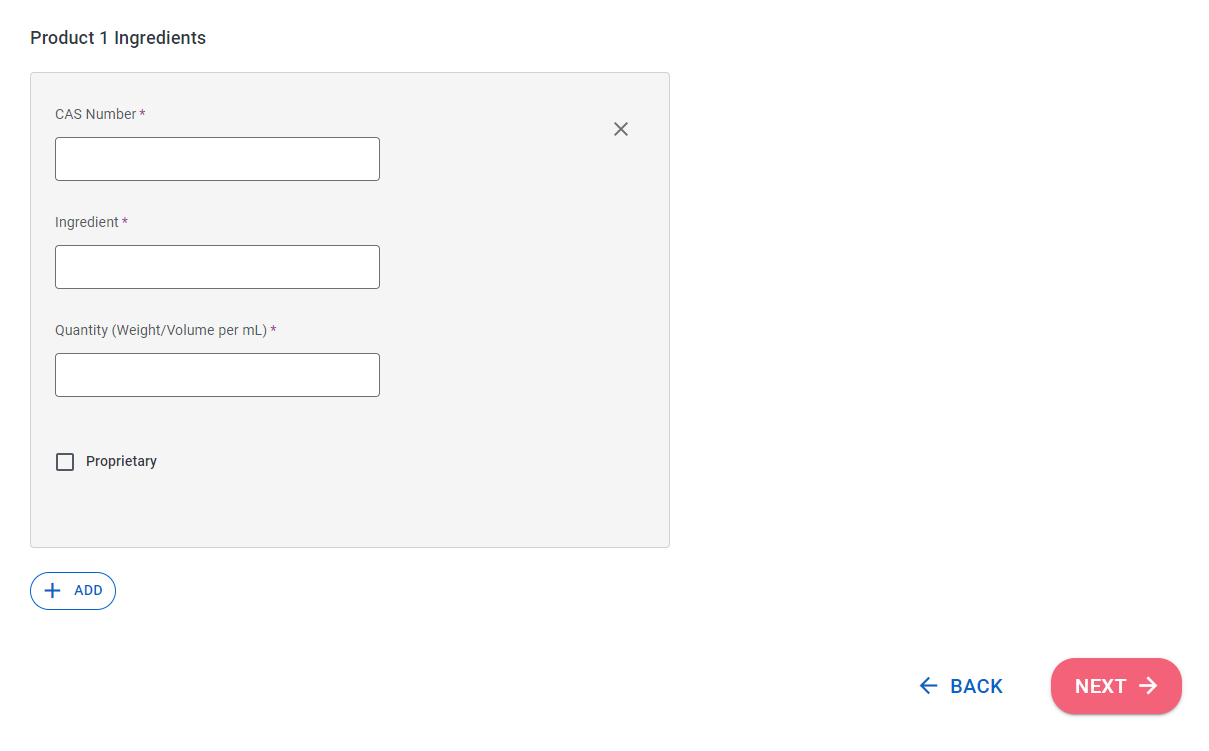 Product 1 Ingredients
CAS Number *
Ingredient *
Quantity (Weight/Volume per mL) *
Proprietary
ADD
BACK
NEXT